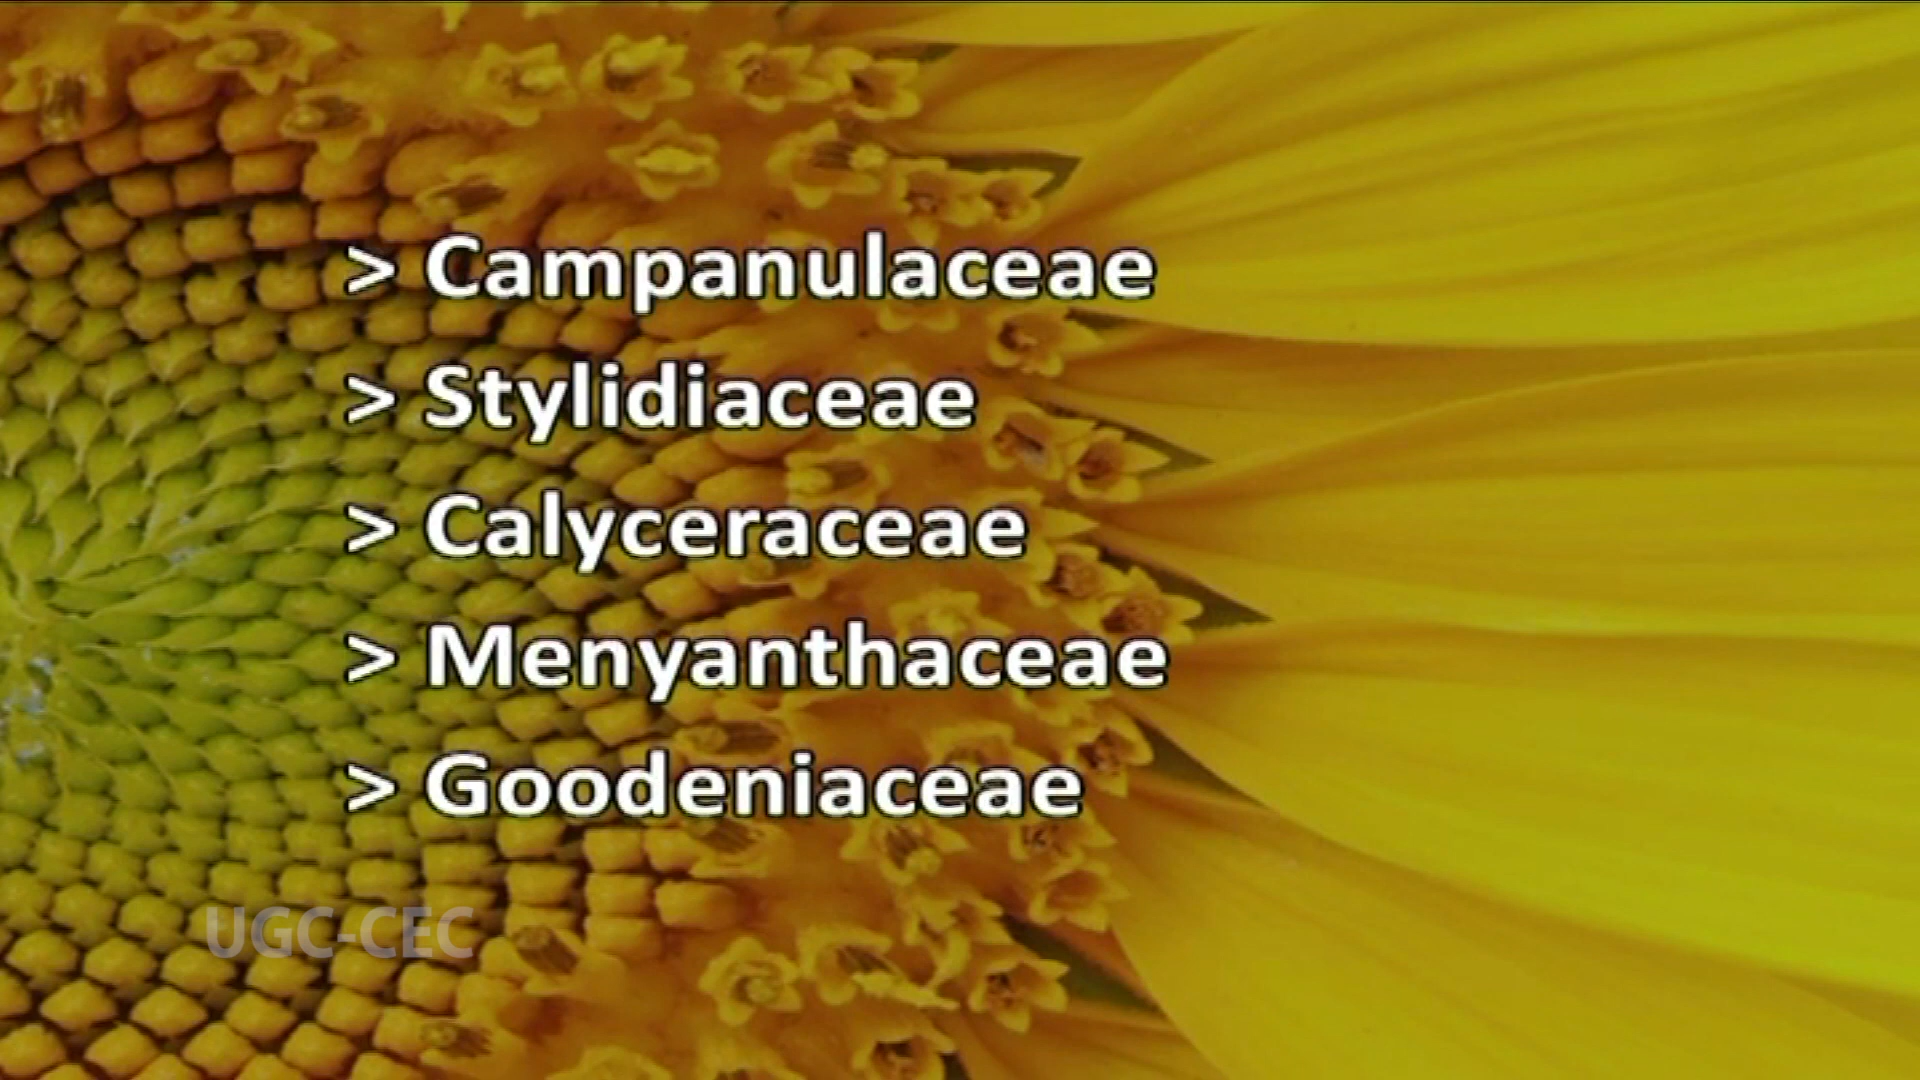 > Campanulaceae
> Stylidiaceae
> Calyceraceae
> Menyanthaceae
> Goodeniaceae
UGC-CEC